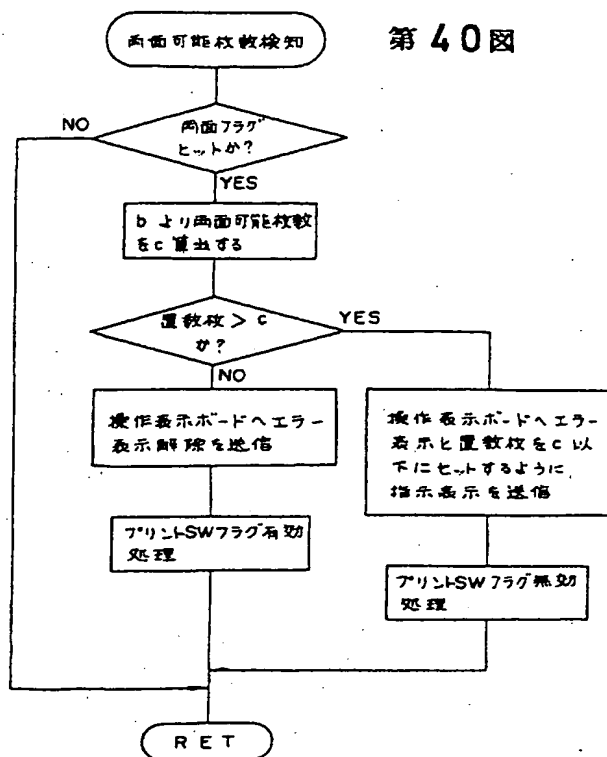 第40図
両面可能枚数検知
両面フラグ
ヒットか?
NO
YES
bより両面可能枚数
をc算出する
置数枚>c
か?
YES
NO
操作表示ボードへエラー
表示解除を送信
操作表示ボードへエラー
表示と置数枚をc以
下にセットするように
指示表示を送信
プリントSWフラグ有効
処理
プリントSWフラグ無効
処理
RET